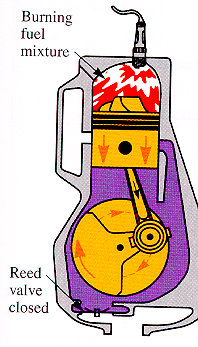 Burning
fuel
mixture
Reed
valve
closed